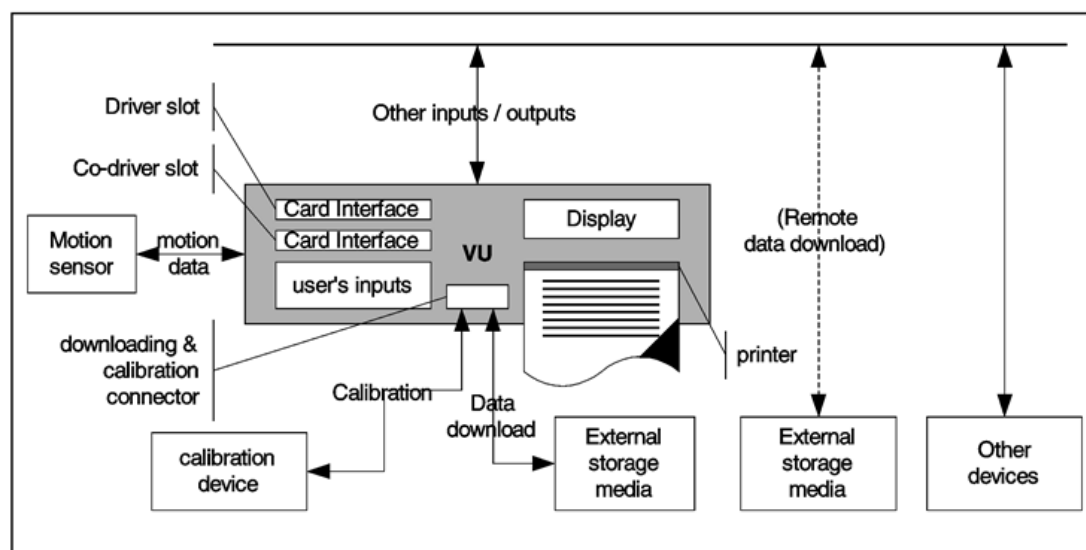 Driver slot
Other inputs / outputs
Co-driver slot
Card Interface
Display
(Remote
data download)
Card Interface
Motion
sensor
motion
data
VU
user's inputs
downloading &
calibration
connector
printer
Calibration
Data
download
calibration
device
External
storage
media
External
storage
media
Other
devices